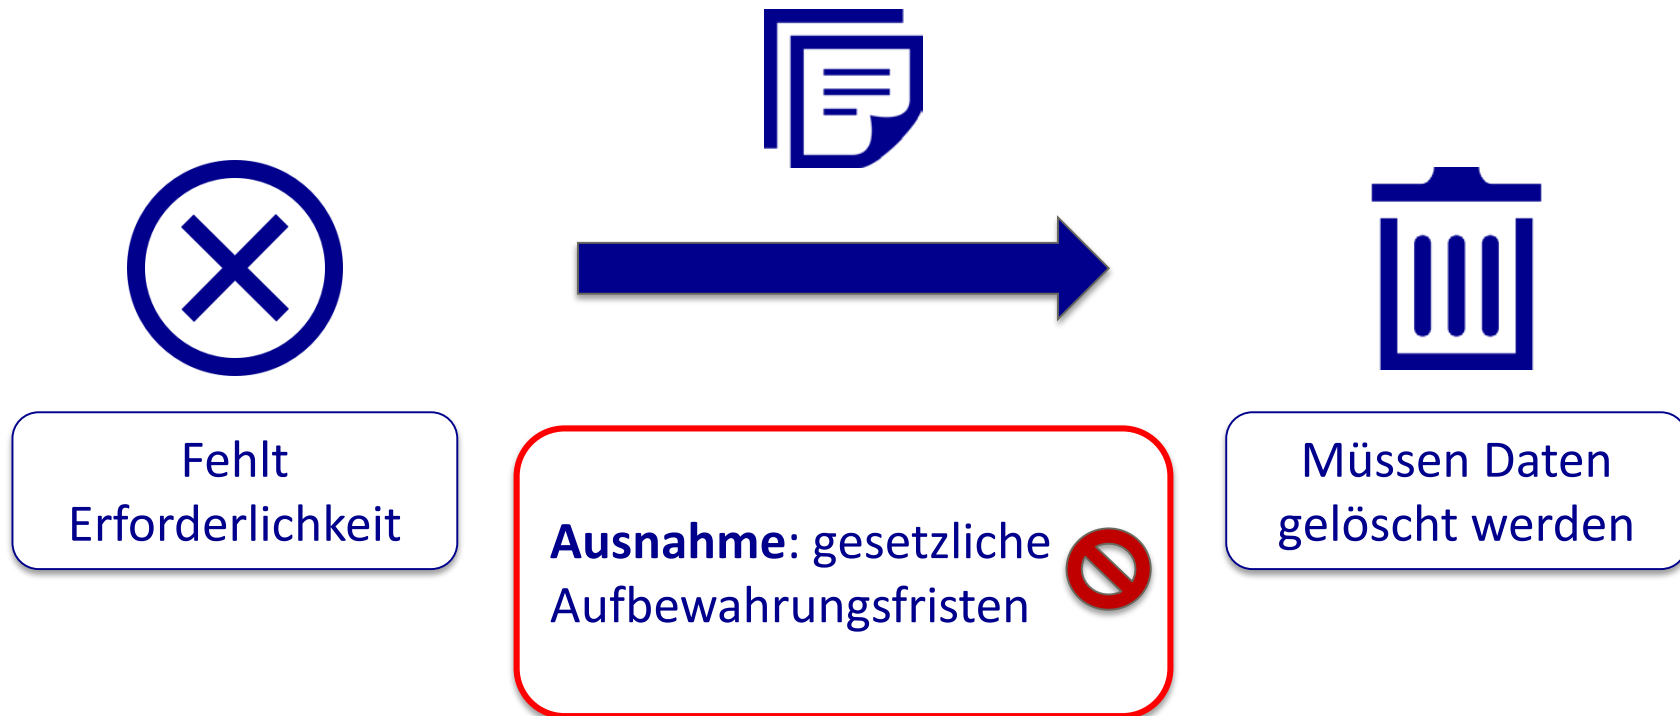 Fehlt
Erforderlichkeit
Ausnahme: gesetzliche
Aufbewahrungsfristen
Müssen Daten
gelöscht werden